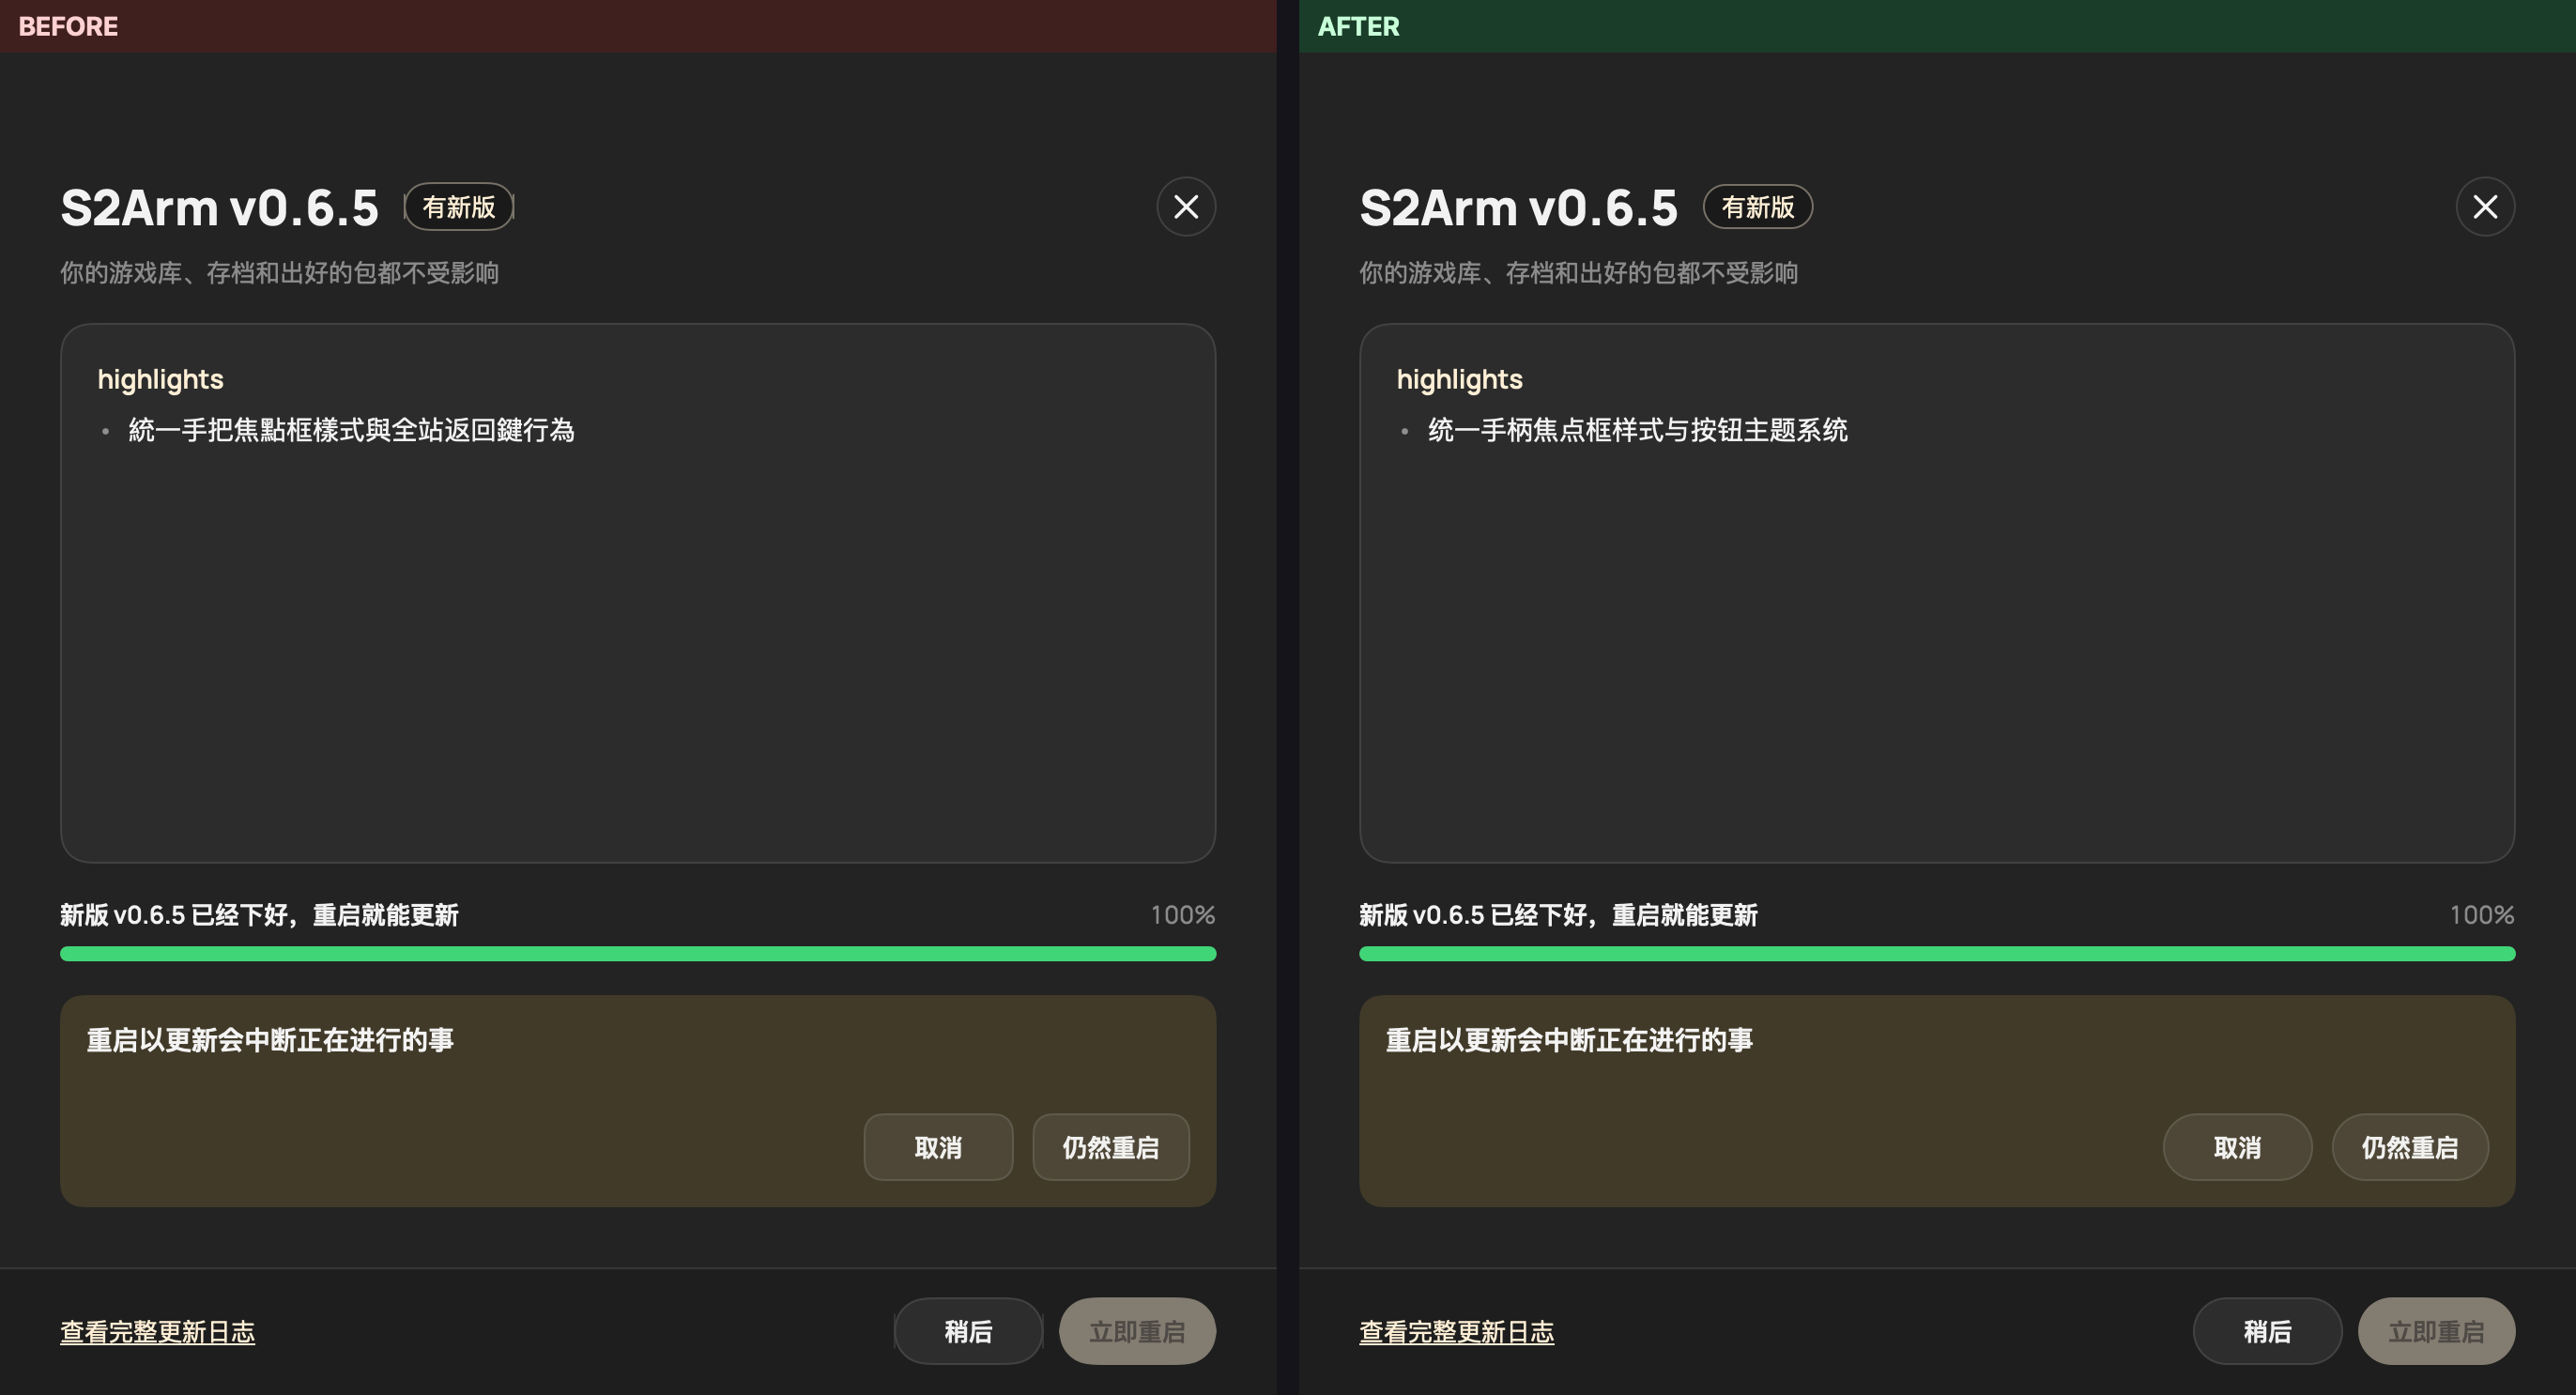 BEFORE
S2Arm v0.6.5 有新版
你的游戏库、存档和出好的包都不受影响
highlights
• 統一手把焦點框樣式與全站返回鍵行為
新版 v0.6.5 已经下好，重启就能更新 100%
重启以更新会中断正在进行的事
取消 仍然重启
查看完整更新日志 稍后 立即重启
AFTER
S2Arm v0.6.5 有新版
你的游戏库、存档和出好的包都不受影响
highlights
• 统一手柄焦点框样式与按钮主题系统
新版 v0.6.5 已经下好，重启就能更新 100%
重启以更新会中断正在进行的事
取消 仍然重启
查看完整更新日志 稍后 立即重启